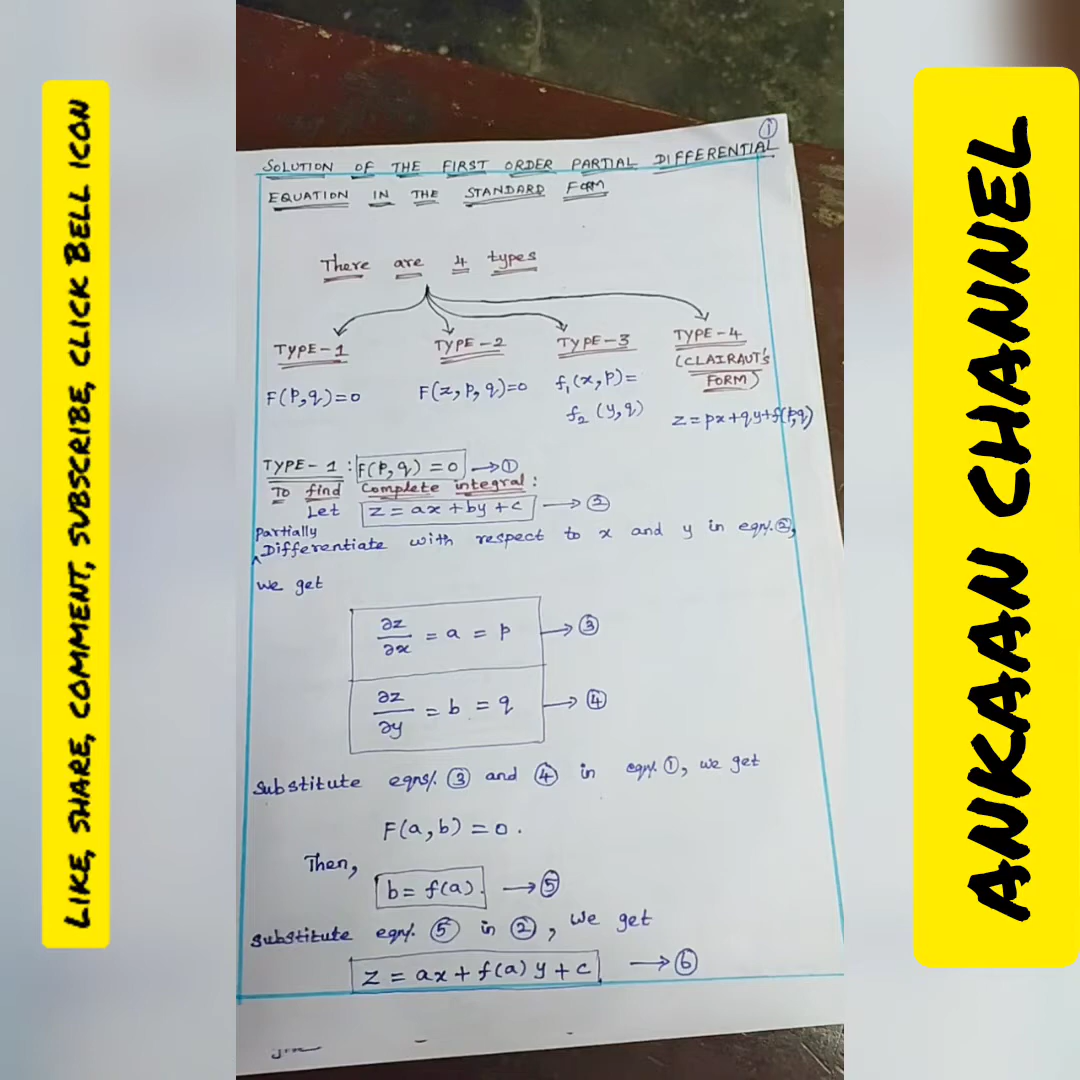 LIKE, SHARE, COMMENT, SUBSCRIBE, CLICK BELL ICON
①
SOLUTION OF THE FIRST ORDER PARTIAL DIFFERENTIAL
EQUATION IN THE STANDARD FORM
There are 4 types
TYPE-1 TYPE-2 TYPE-3 TYPE-4
(CLAIRAUT'S
FORM)
F(p,q)=0 F(z,p,q)=0 f₁(x,p)=
f₂(y,q) z=px+qy+f(p,q)
TYPE-1: F(p,q)=0 → ①
To find complete integral:
Let z=ax+by+c → ②
Partially
^Differentiate with respect to x and y in eqn. ②,
we get
∂z/∂x = a = p → ③
∂z/∂y = b = q → ④
Substitute eqns. ③ and ④ in eqn. ①, we get
F(a,b)=0.
Then,
b=f(a). → ⑤
Substitute eqn. ⑤ in ②, we get
z=ax+f(a)y+c → ⑥
ANKAAN CHANNEL